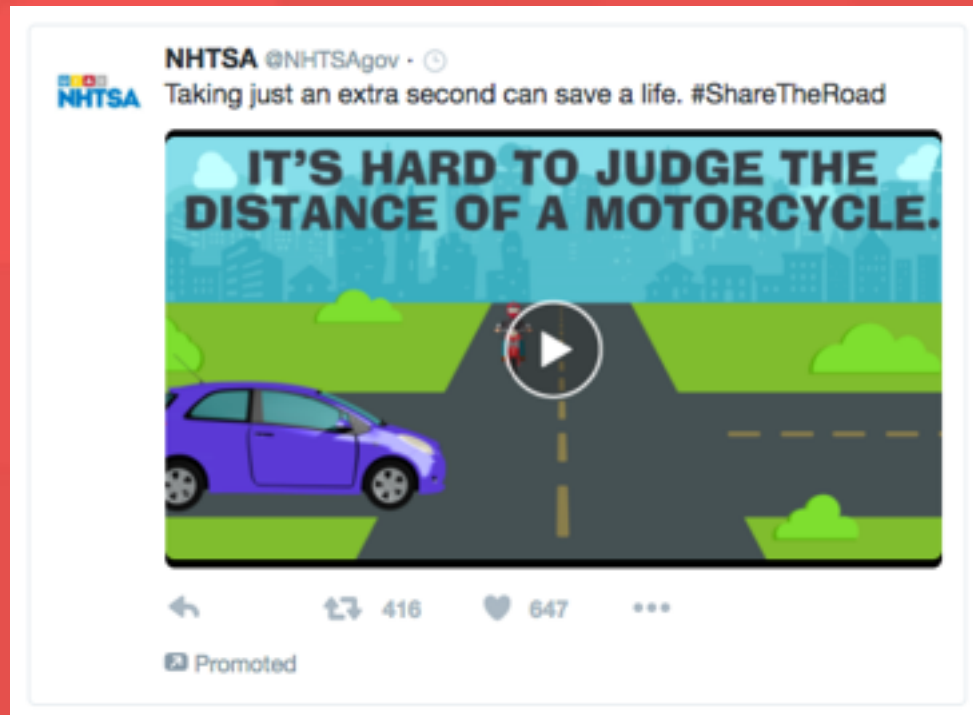 NHTSA @NHTSAgov ·
NHTSA
Taking just an extra second can save a life. #ShareTheRoad
IT'S HARD TO JUDGE THE
DISTANCE OF A MOTORCYCLE.
416 647
Promoted